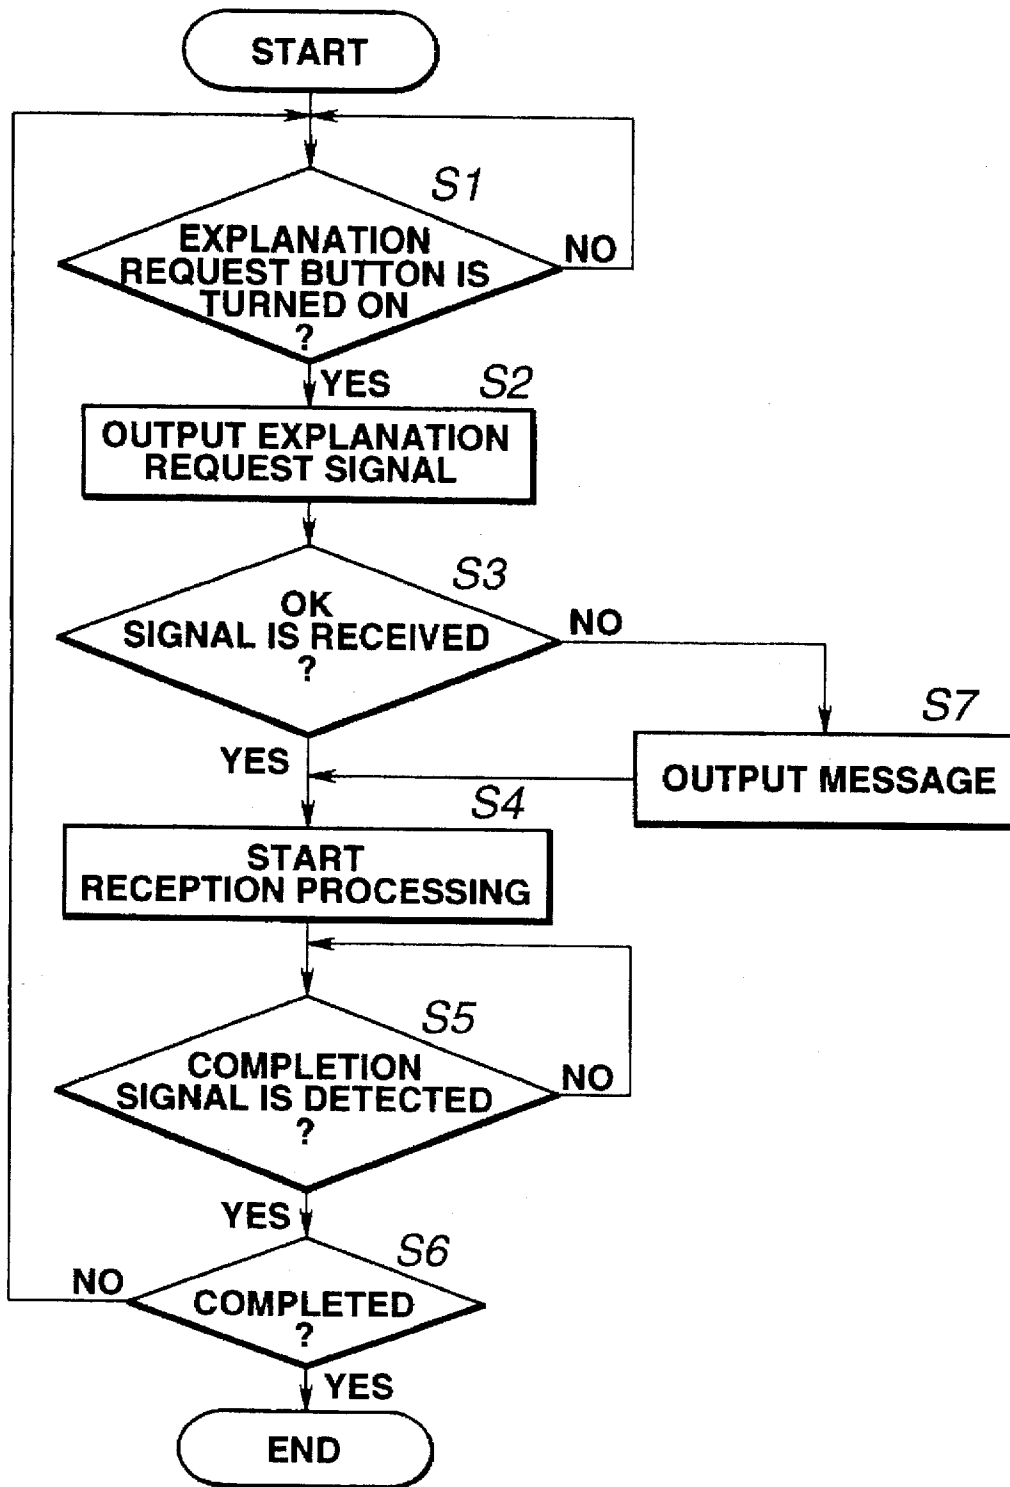 START
S1
EXPLANATION
REQUEST BUTTON IS
TURNED ON
?
NO
YES
S2
OUTPUT EXPLANATION
REQUEST SIGNAL
S3
OK
SIGNAL IS RECEIVED
?
NO
YES
S7
OUTPUT MESSAGE
S4
START
RECEPTION PROCESSING
S5
COMPLETION
SIGNAL IS DETECTED
?
NO
YES
S6
NO
COMPLETED
?
YES
END